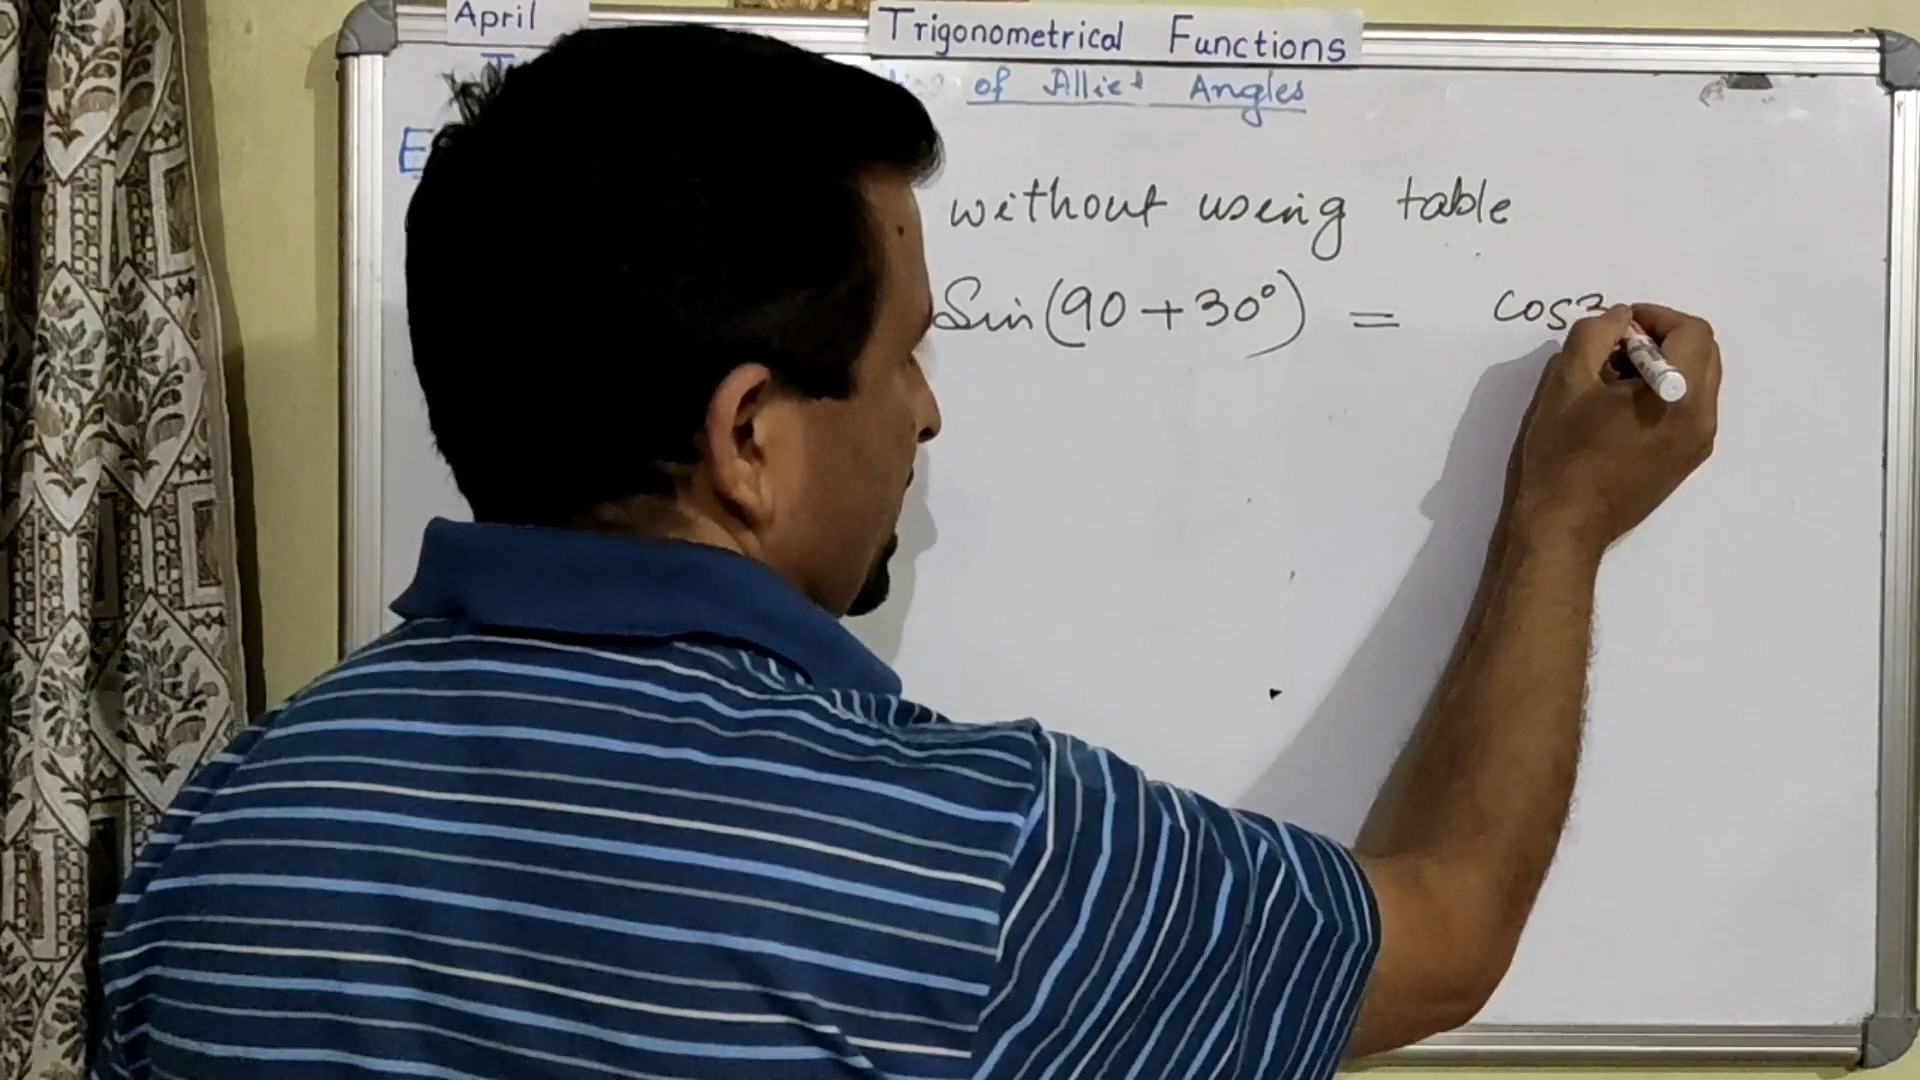 April
Trigonometrical Functions
of Allied Angles
without using table
Sin(90+30°) = cos3